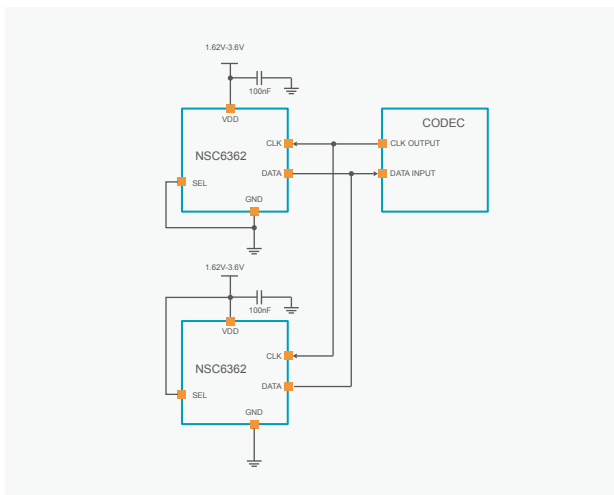 1.62V-3.6V
100nF
VDD
CODEC
CLK
CLK OUTPUT
NSC6362
DATA
DATA INPUT
SEL
GND
1.62V-3.6V
100nF
VDD
CLK
NSC6362
DATA
SEL
GND